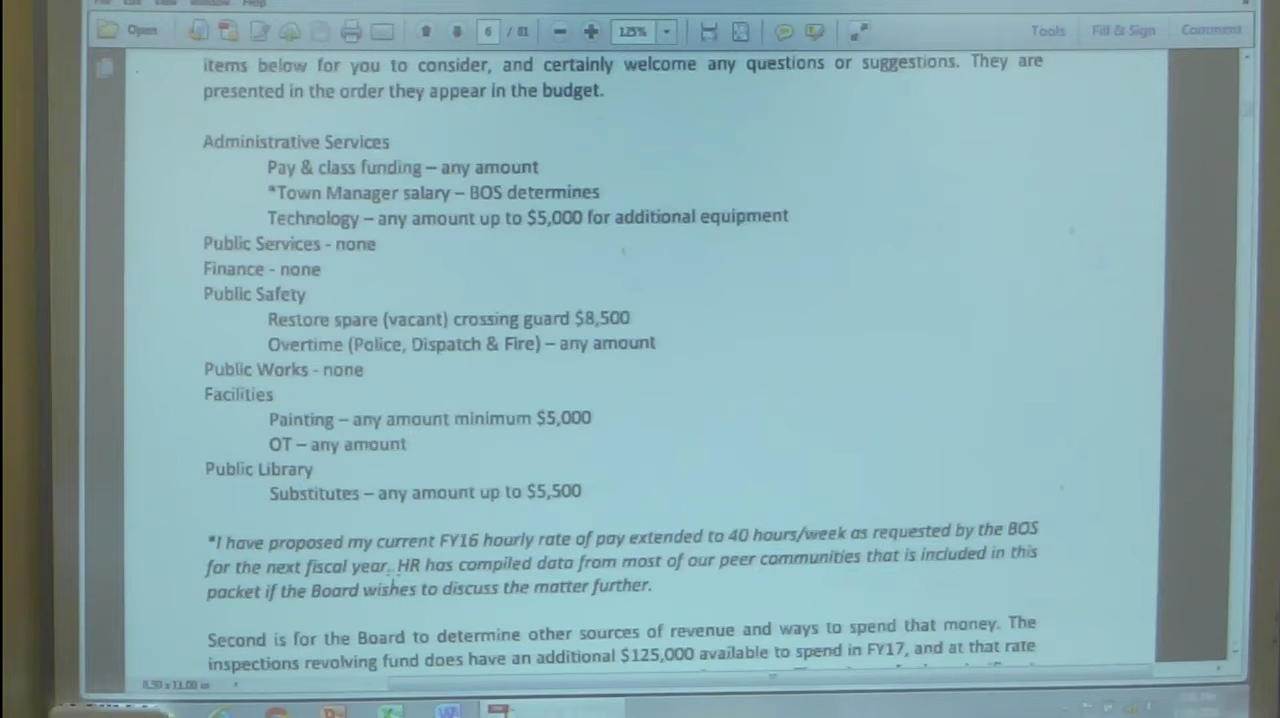 Open 6 / 81 125% Tools Fill & Sign Comment
items below for you to consider, and certainly welcome any questions or suggestions. They are
presented in the order they appear in the budget.
Administrative Services
Pay & class funding – any amount
*Town Manager salary – BOS determines
Technology – any amount up to $5,000 for additional equipment
Public Services - none
Finance - none
Public Safety
Restore spare (vacant) crossing guard $8,500
Overtime (Police, Dispatch & Fire) – any amount
Public Works - none
Facilities
Painting – any amount minimum $5,000
OT – any amount
Public Library
Substitutes – any amount up to $5,500
*I have proposed my current FY16 hourly rate of pay extended to 40 hours/week as requested by the BOS
for the next fiscal year. HR has compiled data from most of our peer communities that is included in this
packet if the Board wishes to discuss the matter further.
Second is for the Board to determine other sources of revenue and ways to spend that money. The
inspections revolving fund does have an additional $125,000 available to spend in FY17, and at that rate
8.50 x 11.00 in